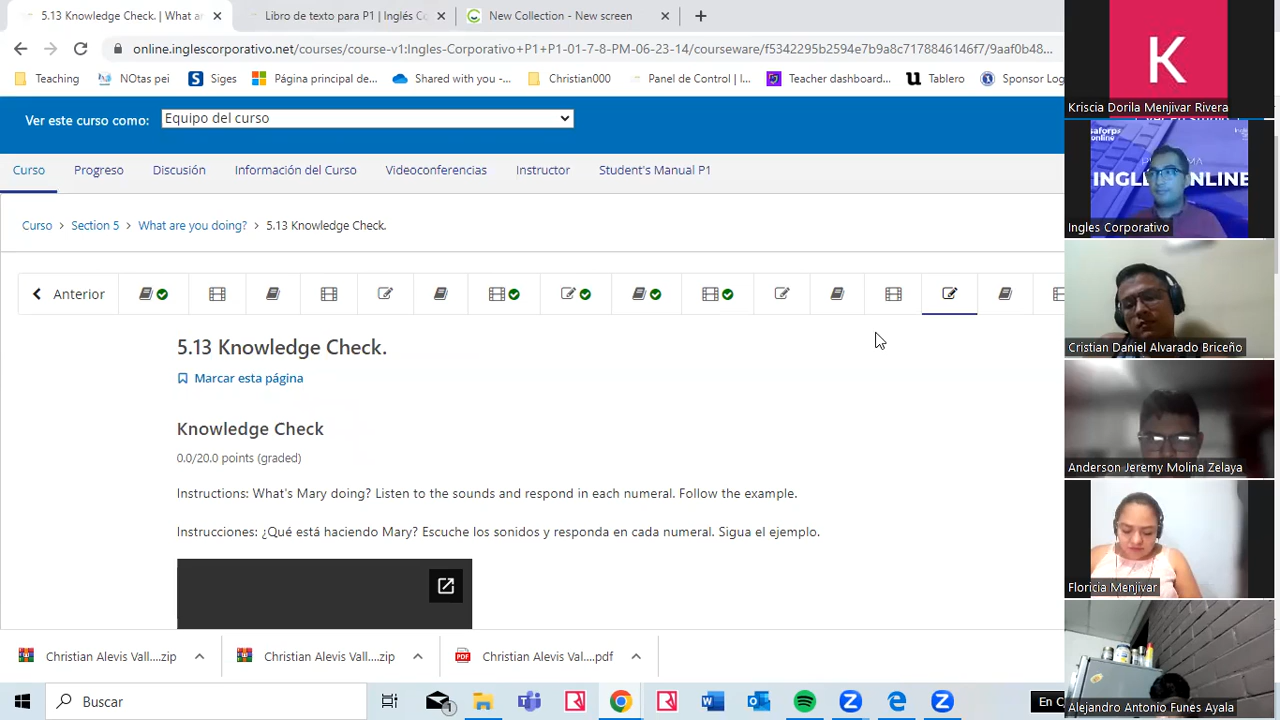 5.13 Knowledge Check. | What ar
Libro de texto para P1 | Inglés Co
New Collection - New screen
online.inglescorporativo.net/courses/course-v1:Ingles-Corporativo+P1+P1-01-7-8-PM-06-23-14/courseware/f5342295b2594e7b9a8c7178846146f7/9aaf0b48...
Teaching
NOtas pei
Siges
Página principal de...
Shared with you -...
Christian000
Panel de Control | I...
Teacher dashboard...
Tablero
Sponsor Log
Ver este curso como:
Equipo del curso
Curso
Progreso
Discusión
Información del Curso
Videoconferencias
Instructor
Student's Manual P1
Curso > Section 5 > What are you doing? > 5.13 Knowledge Check.
Anterior
5.13 Knowledge Check.
Marcar esta página
Knowledge Check
0.0/20.0 points (graded)
Instructions: What's Mary doing? Listen to the sounds and respond in each numeral. Follow the example.
Instrucciones: ¿Qué está haciendo Mary? Escuche los sonidos y responda en cada numeral. Siga el ejemplo.
Christian Alevis Vall....zip
Christian Alevis Vall....zip
Christian Alevis Val....pdf
Buscar
1
En C
K
Kriscia Dorila Menjivar Rivera
INGL
ONLINE
Ingles Corporativo
Cristian Daniel Alvarado Briceño
Anderson Jeremy Molina Zelaya
Floricia Menjivar
Alejandro Antonio Funes Ayala